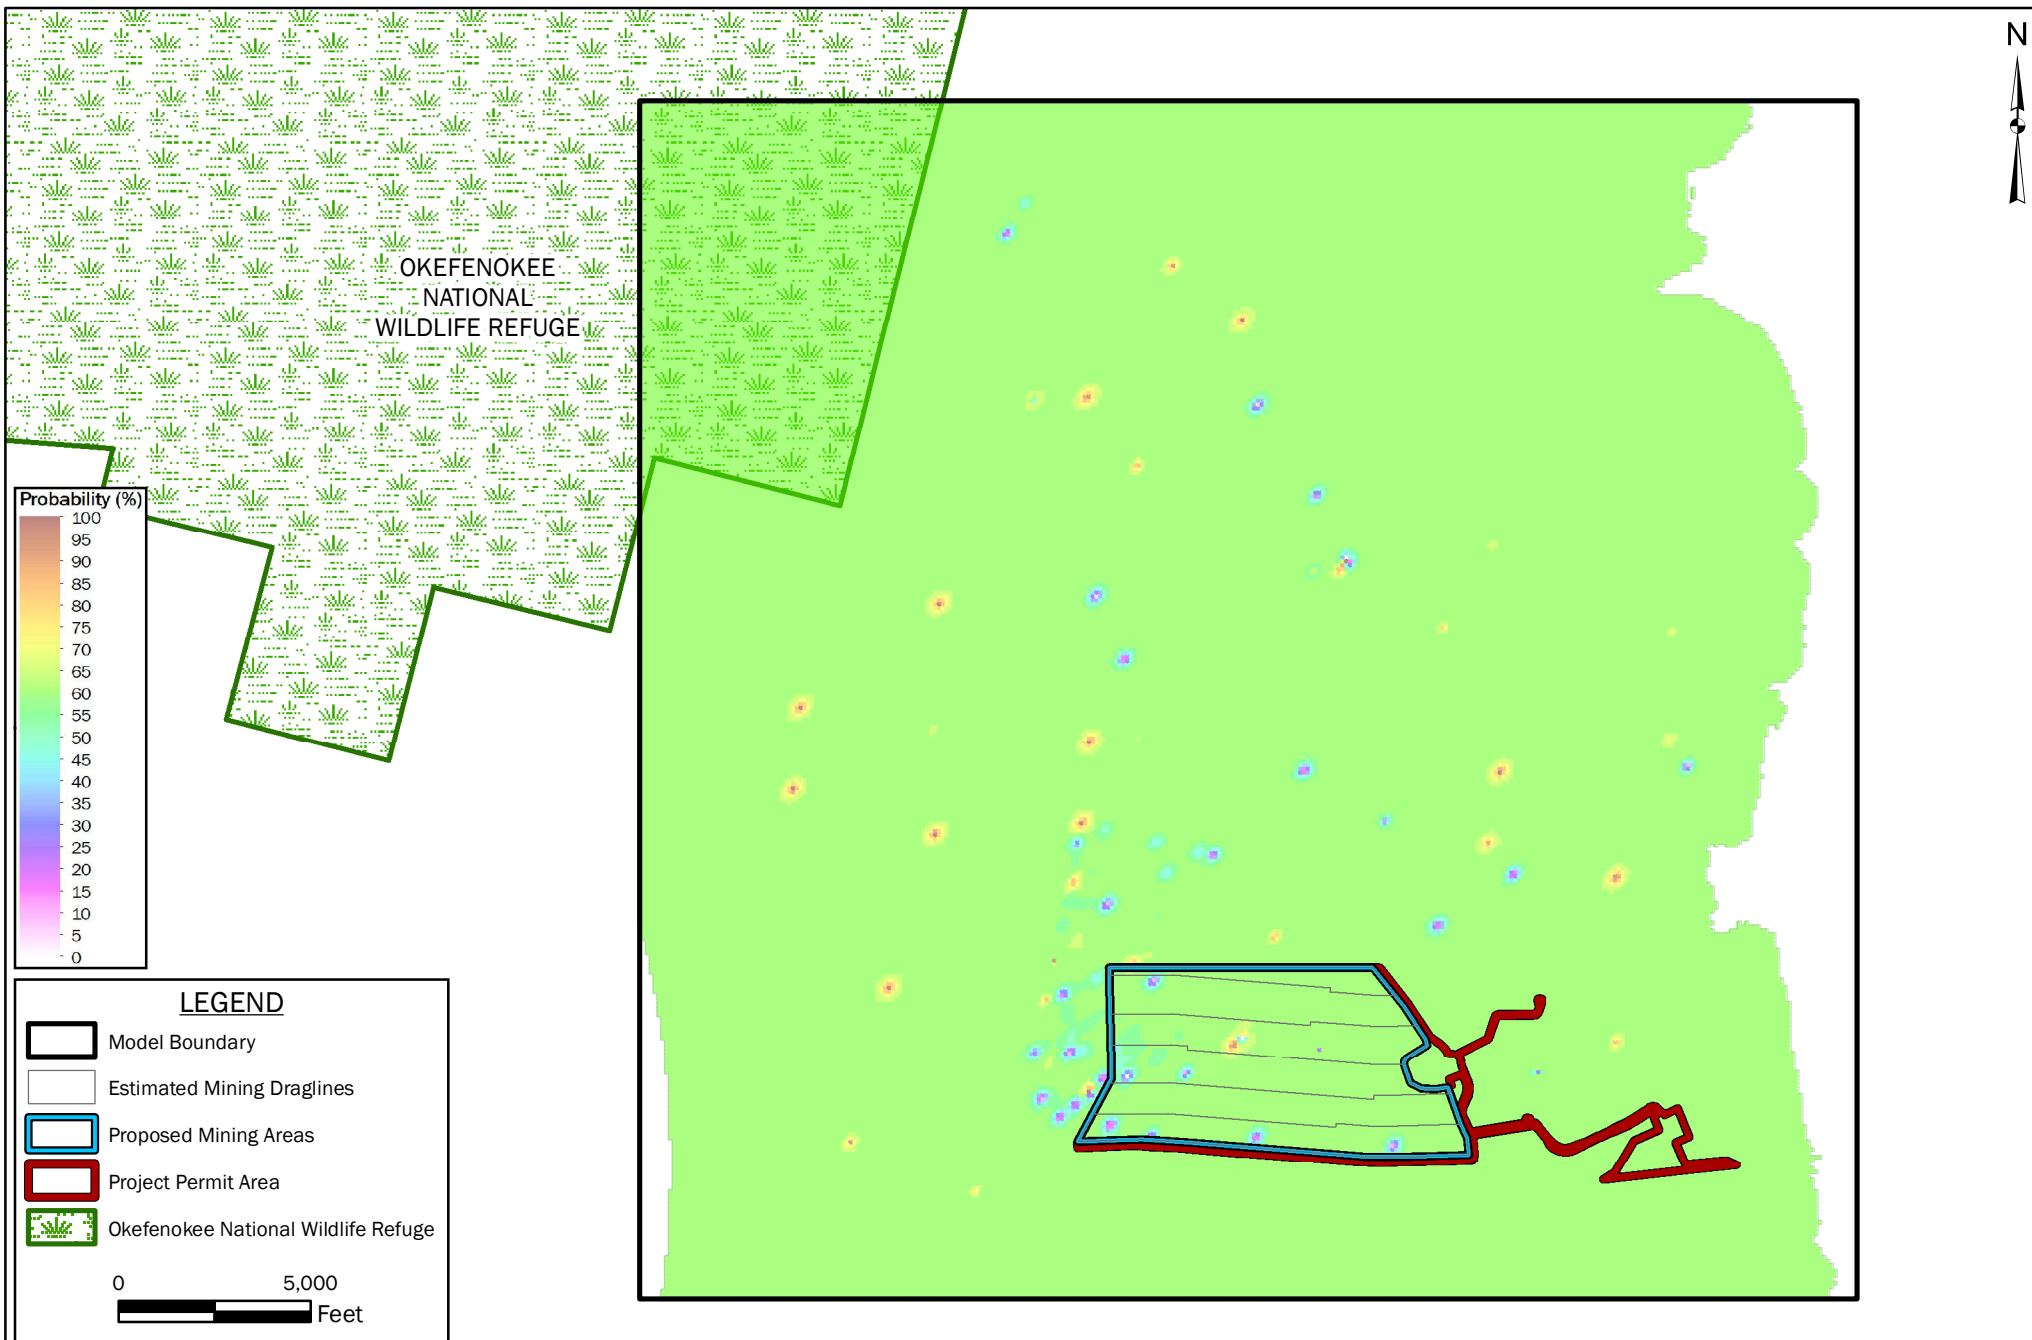 N
OKEFENOKEE
NATIONAL
WILDLIFE REFUGE
Probability (%)
100
95
90
85
80
75
70
65
60
55
50
45
40
35
30
25
20
15
10
5
0
LEGEND
Model Boundary
Estimated Mining Draglines
Proposed Mining Areas
Project Permit Area
Okefenokee National Wildlife Refuge
0 5,000
Feet